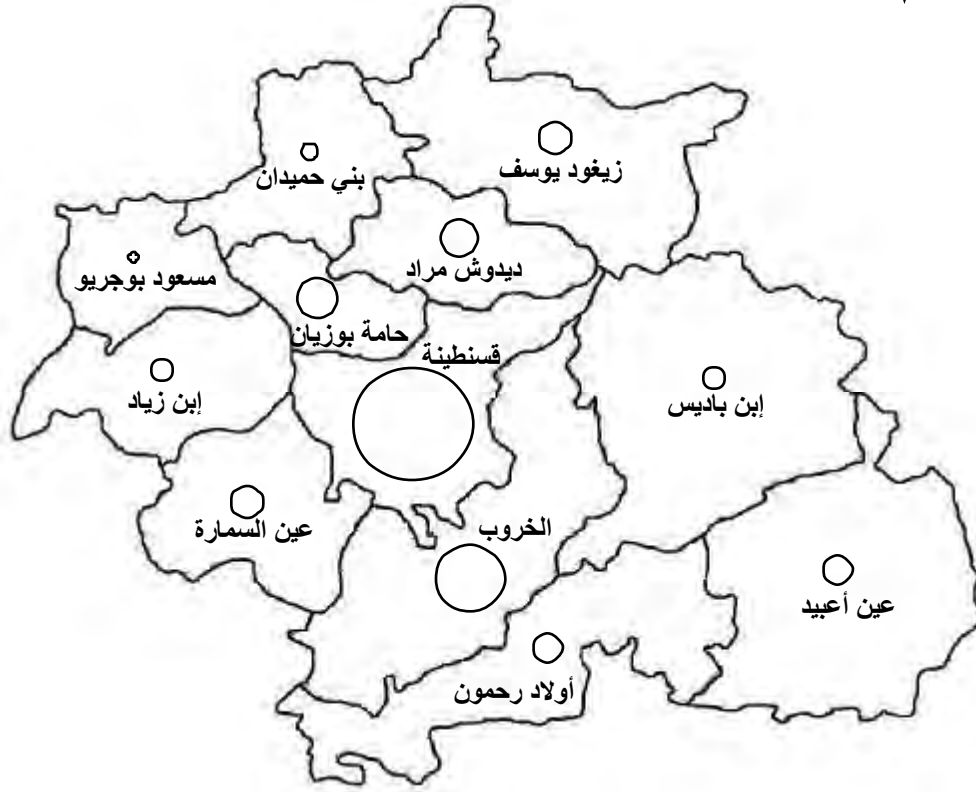 زيغود يوسف
بني حميدان
ديدوش مراد
مسعود بوجريو
حامة بوزيان
قسنطينة
إبن زياد
إبن باديس
عين السمارة
الخروب
عين أعبيد
أولاد رحمون